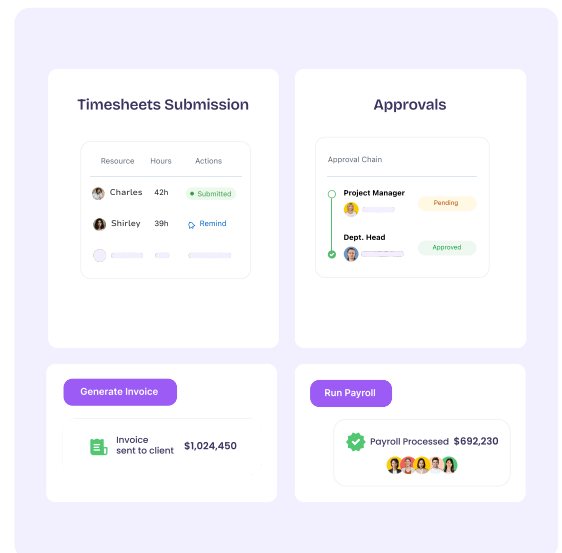 Timesheets Submission
Resource Hours Actions
Charles 42h Submitted
Shirley 39h Remind
Approvals
Approval Chain
Project Manager
Pending
Dept. Head
Approved
Generate Invoice
Invoice
sent to client $1,024,450
Run Payroll
Payroll Processed $692,230